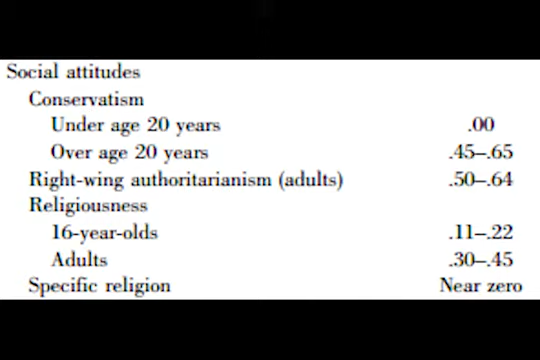 Social attitudes
Conservatism
Under age 20 years .00
Over age 20 years .45–.65
Right-wing authoritarianism (adults) .50–.64
Religiousness
16-year-olds .11–.22
Adults .30–.45
Specific religion Near zero